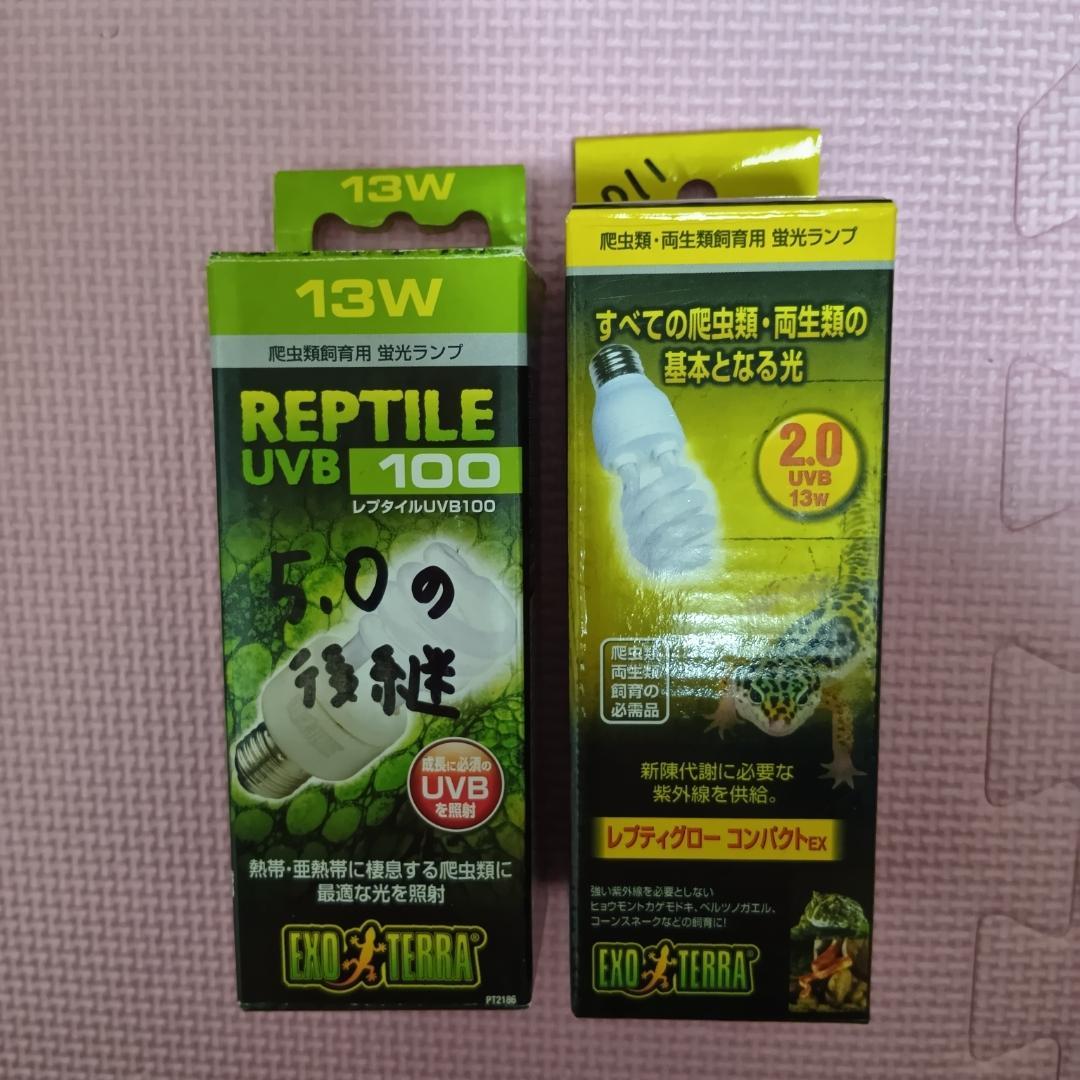 13W
13W
爬虫類飼育用 蛍光ランプ
REPTILE
UVB 100
レプタイルUVB100
5.0の
後継
成長に必須の
UVB
を照射
熱帯・亜熱帯に棲息する爬虫類に
最適な光を照射
EXO TERRA®
PT2186
爬虫類・両生類飼育用 蛍光ランプ
すべての爬虫類・両生類の
基本となる光
2.0
UVB
13W
爬虫類
両生類
飼育の
必需品
新陳代謝に必要な
紫外線を供給。
レプティグロー コンパクトEX
強い紫外線を必要としない
ヒョウモントカゲモドキ、ベルツノガエル、
コーンスネークなどの飼育に!
EXO TERRA®